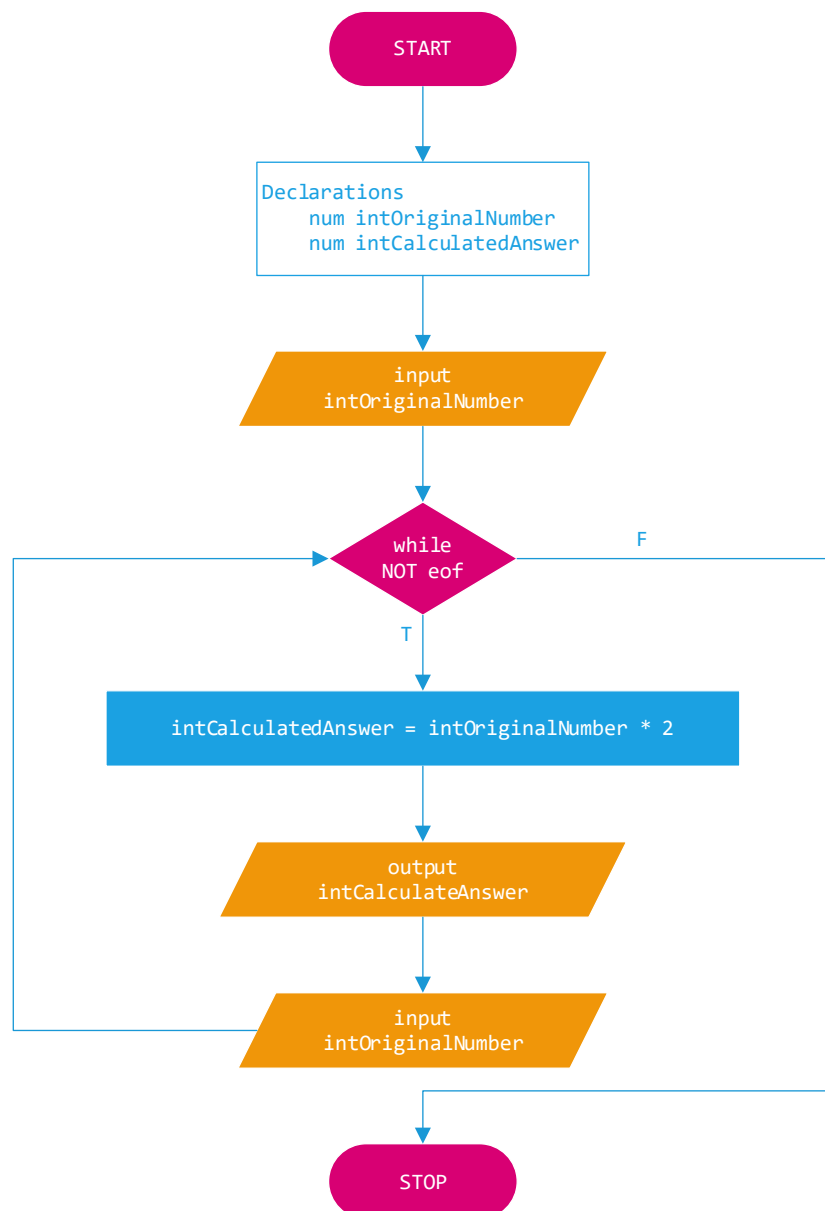 START
Declarations
num intOriginalNumber
num intCalculatedAnswer
input
intOriginalNumber
while
NOT eof
F
T
intCalculatedAnswer = intOriginalNumber * 2
output
intCalculateAnswer
input
intOriginalNumber
STOP